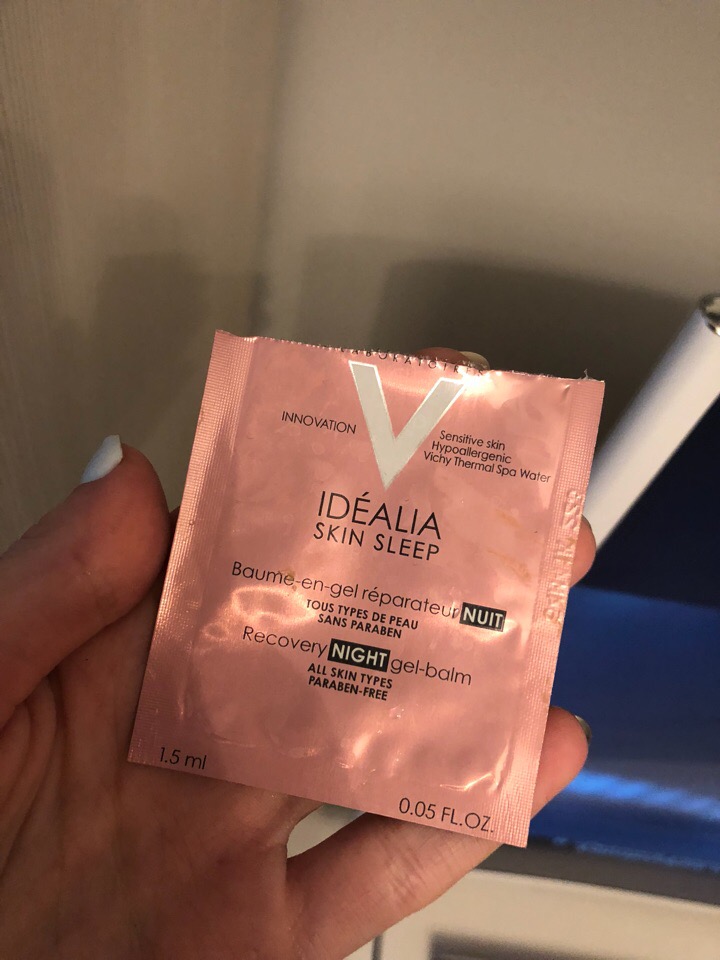 LABORATOIRES
V
INNOVATION
Sensitive skin
Hypoallergenic
Vichy Thermal Spa Water
IDÉALIA
SKIN SLEEP
Baume-en-gel réparateur NUIT
TOUS TYPES DE PEAU
SANS PARABEN
Recovery NIGHT gel-balm
ALL SKIN TYPES
PARABEN-FREE
1.5 ml
0.05 FL.OZ.